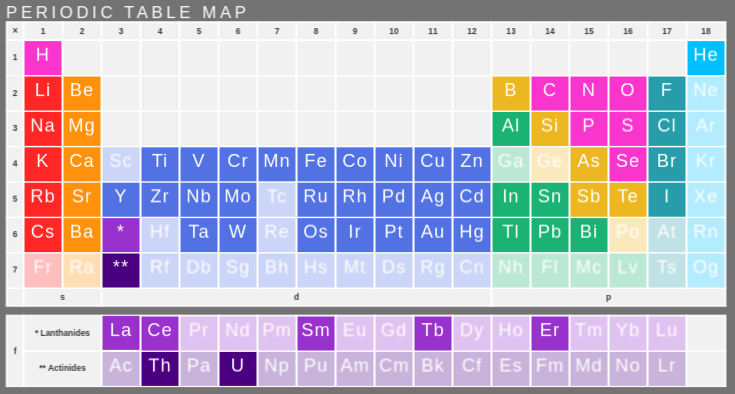 PERIODIC TABLE MAP
× 1 2 3 4 5 6 7 8 9 10 11 12 13 14 15 16 17 18
1 H He
2 Li Be B C N O F Ne
3 Na Mg Al Si P S Cl Ar
4 K Ca Sc Ti V Cr Mn Fe Co Ni Cu Zn Ga Ge As Se Br Kr
5 Rb Sr Y Zr Nb Mo Tc Ru Rh Pd Ag Cd In Sn Sb Te I Xe
6 Cs Ba * Hf Ta W Re Os Ir Pt Au Hg Tl Pb Bi Po At Rn
7 Fr Ra ** Rf Db Sg Bh Hs Mt Ds Rg Cn Nh Fl Mc Lv Ts Og
s d p
f
* Lanthanides La Ce Pr Nd Pm Sm Eu Gd Tb Dy Ho Er Tm Yb Lu
** Actinides Ac Th Pa U Np Pu Am Cm Bk Cf Es Fm Md No Lr